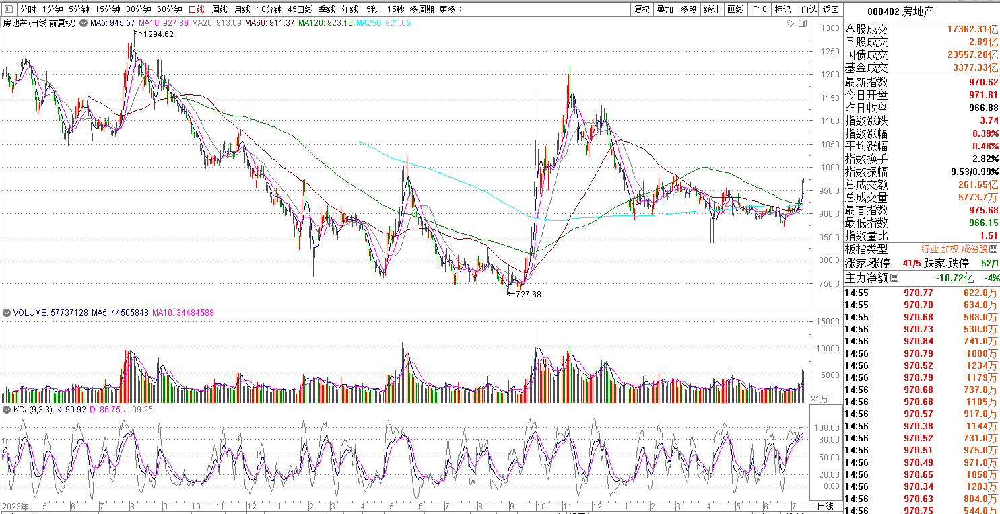 分时 1分钟 5分钟 15分钟 30分钟 60分钟 日线 周线 月线 10分钟 45日线 季线 年线 5秒 15秒 多周期 更多>
复权 叠加 多股 统计 画线 F10 标记 +自选 返回
房地产(日线.前复权) MA5: 945.57 MA10: 927.86 MA20: 913.09 MA60: 911.37 MA120: 923.10 MA250: 921.05
1294.62
727.68
1300
1250
1200
1150
1100
1050
1000
950.0
900.0
850.0
800.0
750.0
VOLUME: 57737128 MA5: 44505848 MA10: 34484588
15000
10000
5000
X1万
KDJ(9,3,3) K: 90.92 D: 86.75 J: 99.25
100.00
80.00
50.00
20.00
0.00
2023年 5 6 7 8 9 10 11 12 1 2 3 4 5 6 7 8 9 10 11 12 1 2 3 4 5 6 7
日线
880482 房地产
A股成交 17362.31亿
B股成交 2.89亿
国债成交 23557.20亿
基金成交 3377.33亿
最新指数 970.62
今日开盘 971.81
昨日收盘 966.88
指数涨跌 3.74
指数涨幅 0.39%
平均涨幅 0.48%
指数换手 2.82%
指数振幅 9.53/0.99%
总成交额 261.65亿
总成交量 5773.7万
最高指数 975.68
最低指数 966.15
指数量比 1.51
板指类型 行业 加权 成份股
涨家.涨停 41/5 跌家.跌停 52/1
主力净额 -10.72亿 -4%
14:55 970.77 622.0万
14:55 970.70 634.0万
14:55 970.68 588.0万
14:56 970.73 530.0万
14:56 970.84 741.0万
14:56 970.79 1008万
14:56 970.52 1234万
14:56 970.79 1179万
14:56 970.68 737.0万
14:56 970.68 1105万
14:56 970.57 917.0万
14:56 970.38 1144万
14:56 970.52 731.0万
14:56 970.51 975.0万
14:56 970.49 971.0万
14:56 970.65 1058万
14:56 970.34 1203万
14:56 970.63 804.0万
14:56 970.75 544.0万